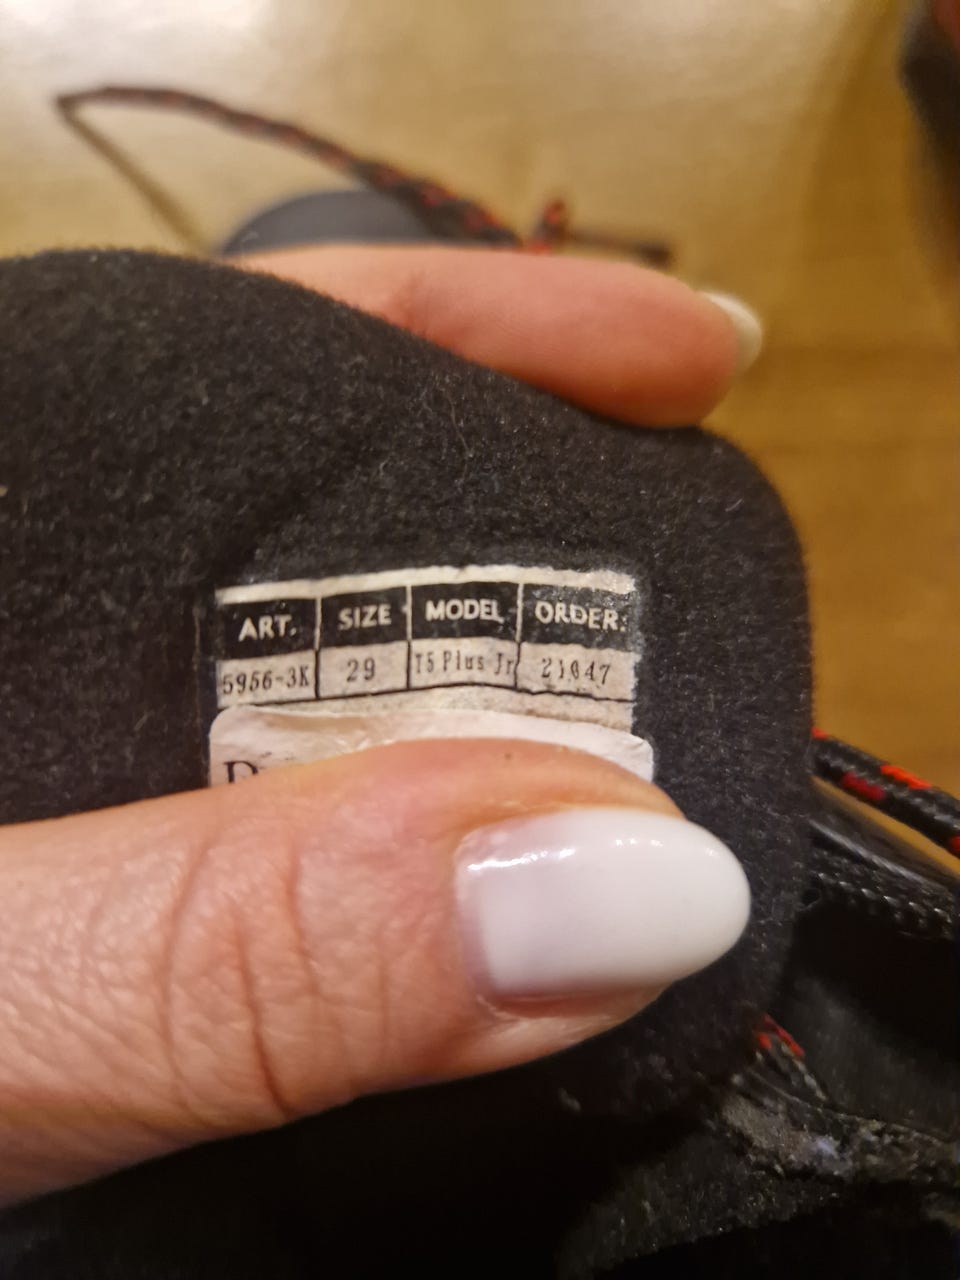 ART. SIZE MODEL ORDER:
5956-3K 29 T5 Plus Jr 21047